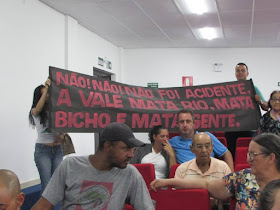 NÃO! NÃO! NÃO FOI ACIDENTE,
A VALE MATA RIO, MATA
BICHO E MATA GENTE.